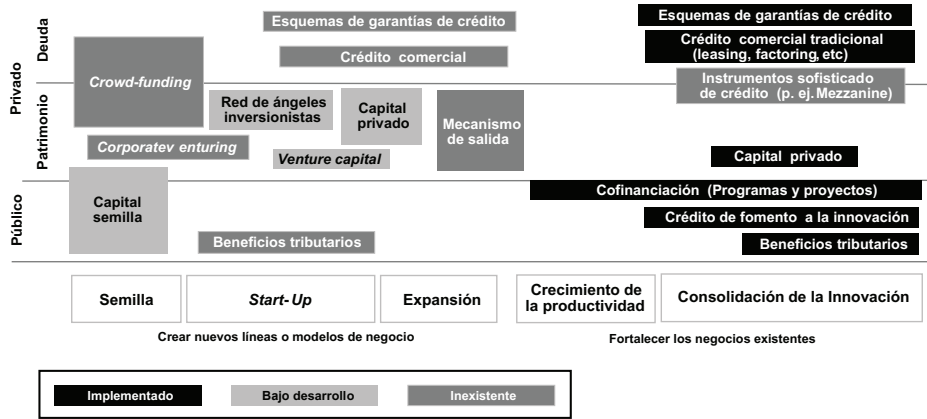 Privado
Deuda
Patrimonio
Público
Esquemas de garantías de crédito
Crédito comercial
Crowd-funding
Red de ángeles
inversionistas
Capital
privado
Mecanismo
de salida
Corporatev enturing
Venture capital
Capital
semilla
Beneficios tributarios
Esquemas de garantías de crédito
Crédito comercial tradicional
(leasing, factoring, etc)
Instrumentos sofisticado
de crédito (p. ej. Mezzanine)
Capital privado
Cofinanciación (Programas y proyectos)
Crédito de fomento a la innovación
Beneficios tributarios
Semilla
Start-Up
Expansión
Crecimiento de
la productividad
Consolidación de la Innovación
Crear nuevos líneas o modelos de negocio
Fortalecer los negocios existentes
Implementado
Bajo desarrollo
Inexistente